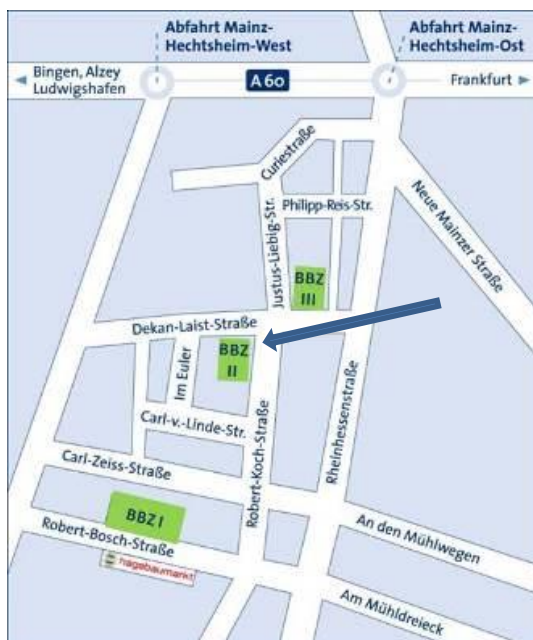 Abfahrt Mainz-
Hechtsheim-West
Abfahrt Mainz-
Hechtsheim-Ost
Bingen, Alzey
Ludwigshafen
A 60
Frankfurt
Curiestraße
Philipp-Reis-Str.
Neue Mainzer Straße
Justus-Liebig-Str.
BBZ
III
Dekan-Laist-Straße
BBZ
II
Im Euler
Rheinhessenstraße
Carl-v.-Linde-Str.
Robert-Koch-Straße
Carl-Zeiss-Straße
BBZ I
Robert-Bosch-Straße
hagebaumarkt
An den Mühlwegen
Am Mühldreieck